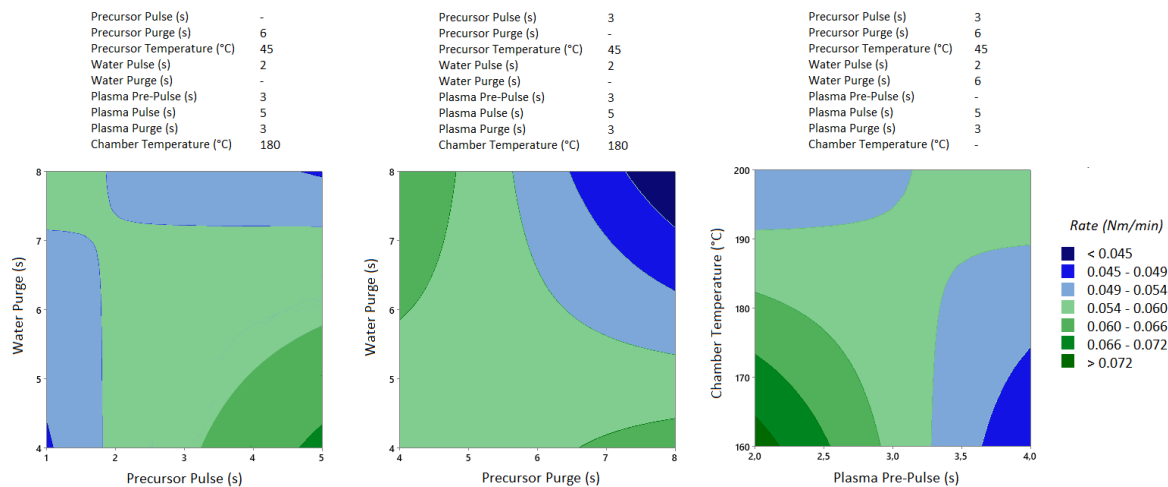 Precursor Pulse (s) -
Precursor Purge (s) 6
Precursor Temperature (°C) 45
Water Pulse (s) 2
Water Purge (s) -
Plasma Pre-Pulse (s) 3
Plasma Pulse (s) 5
Plasma Purge (s) 3
Chamber Temperature (°C) 180
8
7
6
5
4
Water Purge (s)
1 2 3 4 5
Precursor Pulse (s)
Precursor Pulse (s) 3
Precursor Purge (s) -
Precursor Temperature (°C) 45
Water Pulse (s) 2
Water Purge (s) -
Plasma Pre-Pulse (s) 3
Plasma Pulse (s) 5
Plasma Purge (s) 3
Chamber Temperature (°C) 180
8
7
6
5
4
Water Purge (s)
4 5 6 7 8
Precursor Purge (s)
Precursor Pulse (s) 3
Precursor Purge (s) 6
Precursor Temperature (°C) 45
Water Pulse (s) 2
Water Purge (s) 6
Plasma Pre-Pulse (s) -
Plasma Pulse (s) 5
Plasma Purge (s) 3
Chamber Temperature (°C) -
200
190
180
170
160
Chamber Temperature (°C)
2,0 2,5 3,0 3,5 4,0
Plasma Pre-Pulse (s)
Rate (Nm/min)
< 0.045
0.045 - 0.049
0.049 - 0.054
0.054 - 0.060
0.060 - 0.066
0.066 - 0.072
> 0.072